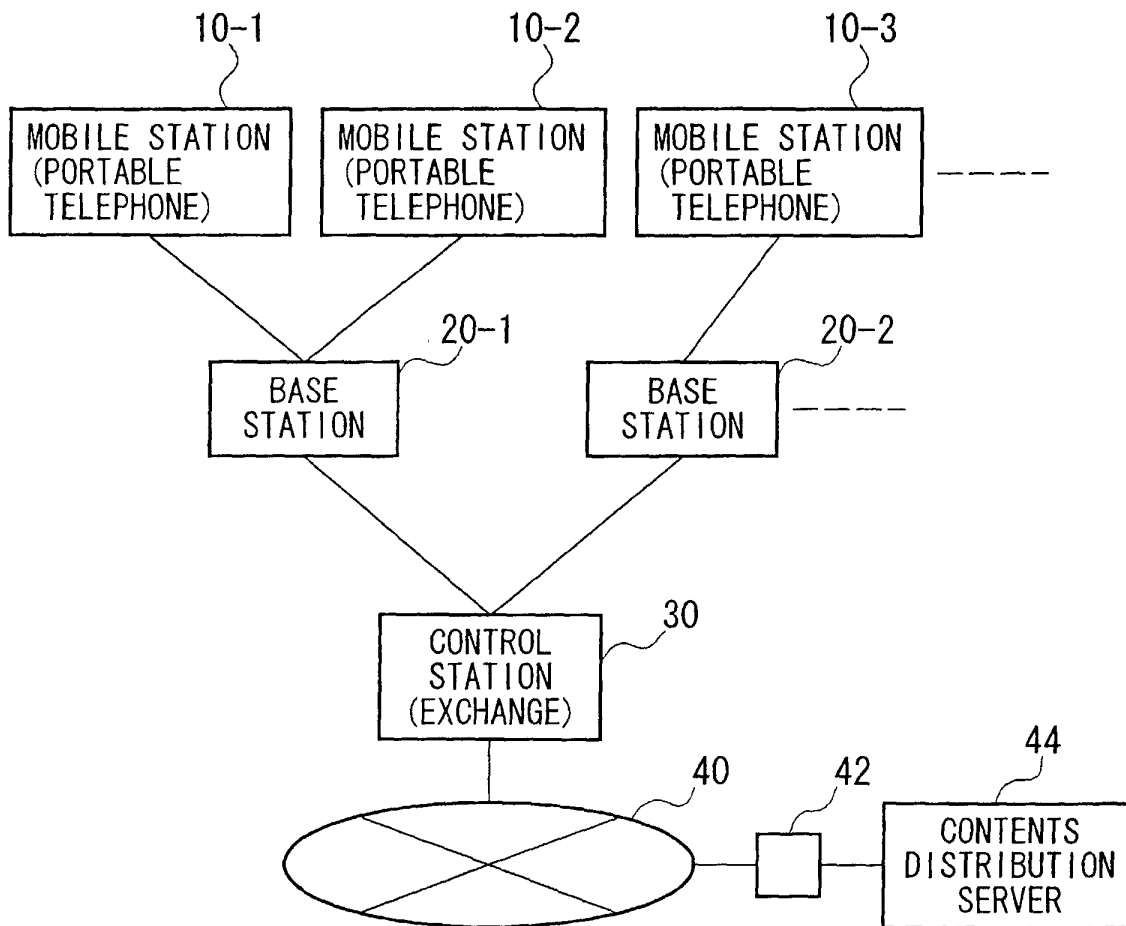 10-1
10-2
10-3
MOBILE STATION
(PORTABLE
TELEPHONE)
MOBILE STATION
(PORTABLE
TELEPHONE)
MOBILE STATION
(PORTABLE
TELEPHONE)
20-1
20-2
BASE
STATION
BASE
STATION
30
CONTROL
STATION
(EXCHANGE)
40
42
44
CONTENTS
DISTRIBUTION
SERVER